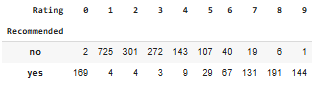 Rating 0 1 2 3 4 5 6 7 8 9
Recommended
no 2 725 301 272 143 107 40 19 6 1
yes 169 4 4 3 9 29 67 131 191 144